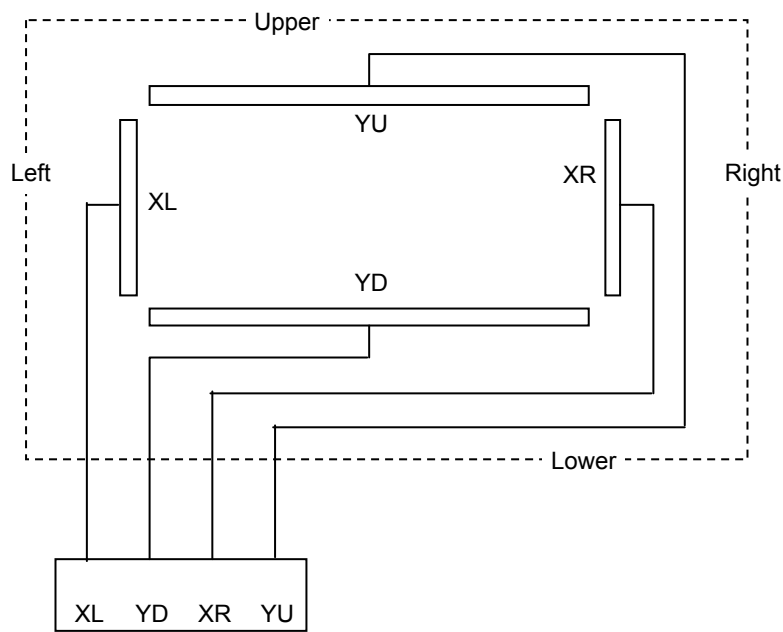 Upper
YU
Left
XR
Right
XL
YD
Lower
XL YD XR YU